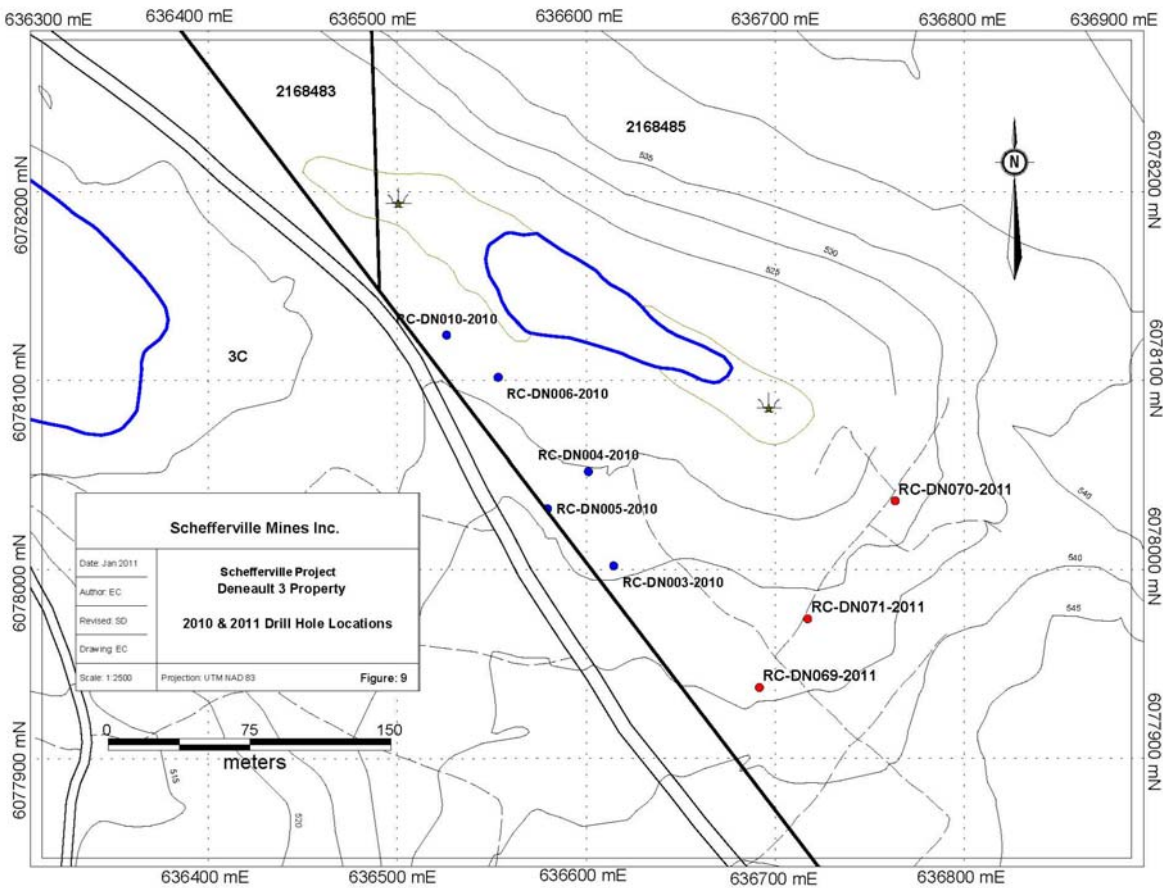 636300 mE 636400 mE 636500 mE 636600 mE 636700 mE 636800 mE 636900 mE
2168483
2168485
535
N
6078200 mN
6078200 mN
530
525
RC-DN010-2010
3C
RC-DN006-2010
6078100 mN
6078100 mN
RC-DN004-2010
RC-DN070-2011
540
RC-DN005-2010
Schefferville Mines Inc.
Date: Jan 2011
Author: EC
Revised: SD
Drawing: EC
Scale: 1:2500
Schefferville Project
Deneault 3 Property
2010 & 2011 Drill Hole Locations
Projection: UTM NAD 83
Figure: 9
6078000 mN
6078000 mN
540
RC-DN003-2010
545
RC-DN071-2011
RC-DN069-2011
0 75 150
meters
6077900 mN
6077900 mN
515
520
636400 mE 636500 mE 636600 mE 636700 mE 636800 mE